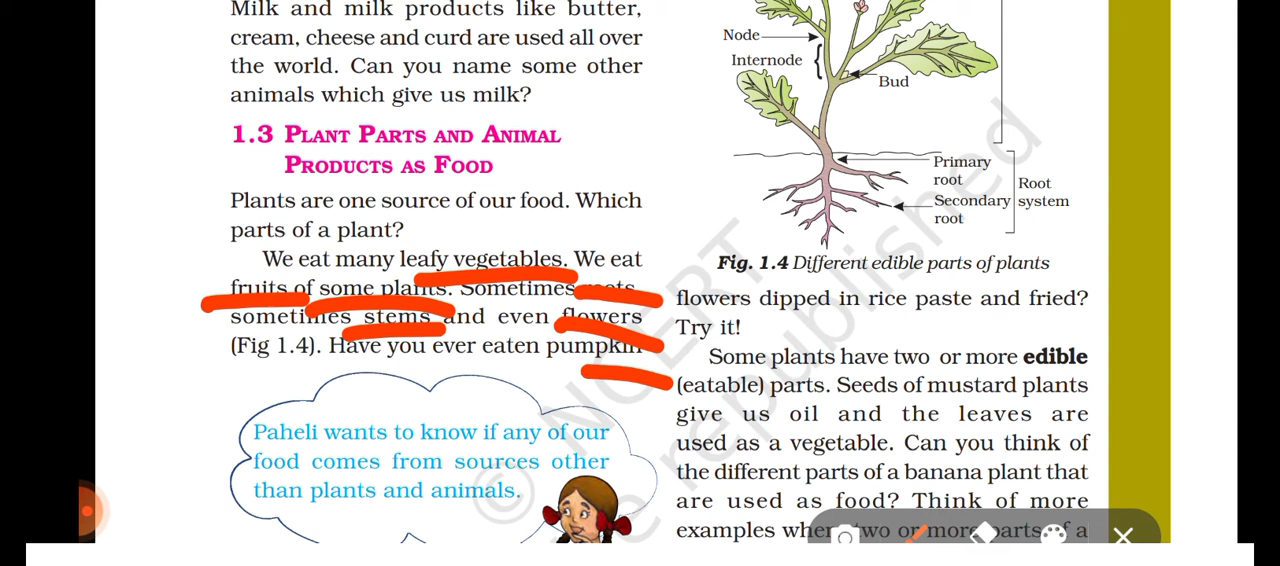 Milk and milk products like butter,
cream, cheese and curd are used all over
the world. Can you name some other
animals which give us milk?
1.3 PLANT PARTS AND ANIMAL
PRODUCTS AS FOOD
Plants are one source of our food. Which
parts of a plant?
We eat many leafy vegetables. We eat
fruits of some plants. Sometimes roots,
sometimes stems and even flowers
(Fig 1.4). Have you ever eaten pumpkin
Paheli wants to know if any of our
food comes from sources other
than plants and animals.
Node
Internode
Bud
Primary
root
Secondary
root
Root
system
Fig. 1.4 Different edible parts of plants
flowers dipped in rice paste and fried?
Try it!
Some plants have two or more edible
(eatable) parts. Seeds of mustard plants
give us oil and the leaves are
used as a vegetable. Can you think of
the different parts of a banana plant that
are used as food? Think of more
examples where two or more parts of a
© NCERT
be republished